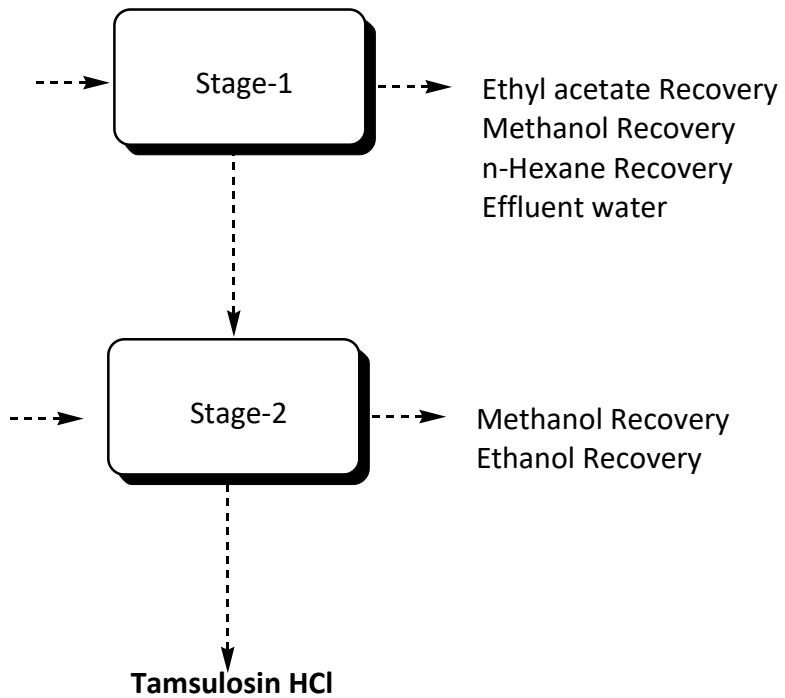 Stage-1
Ethyl acetate Recovery
Methanol Recovery
n-Hexane Recovery
Effluent water
Stage-2
Methanol Recovery
Ethanol Recovery
Tamsulosin HCl